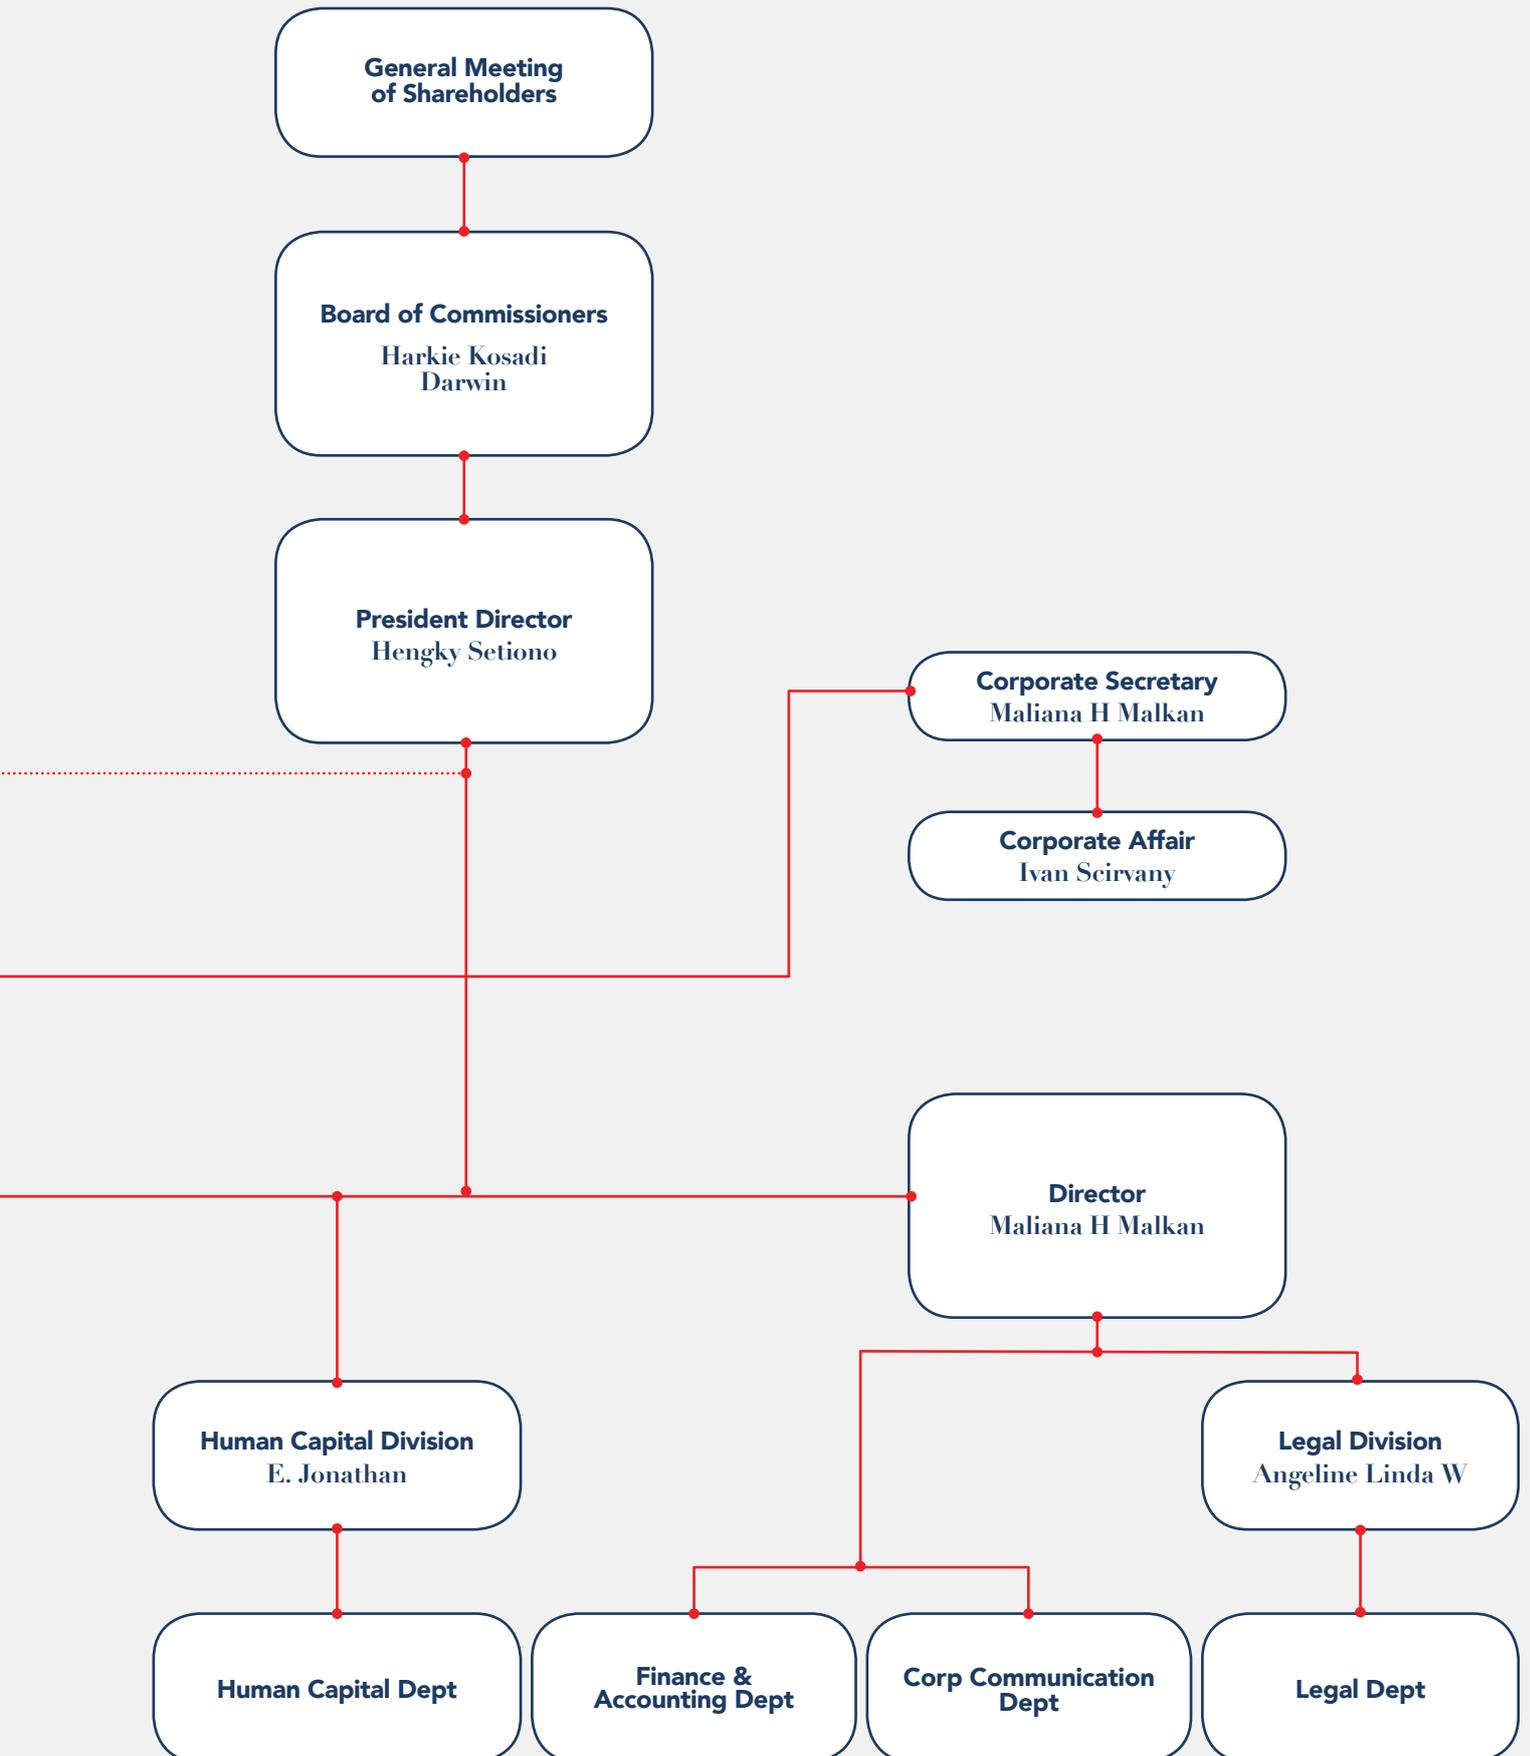 General Meeting
of Shareholders
Board of Commissioners
Harkie Kosadi
Darwin
President Director
Hengky Setiono
Corporate Secretary
Maliana H Malkan
Corporate Affair
Ivan Scirvany
Director
Maliana H Malkan
Human Capital Division
E. Jonathan
Legal Division
Angeline Linda W
Human Capital Dept
Finance &
Accounting Dept
Corp Communication
Dept
Legal Dept